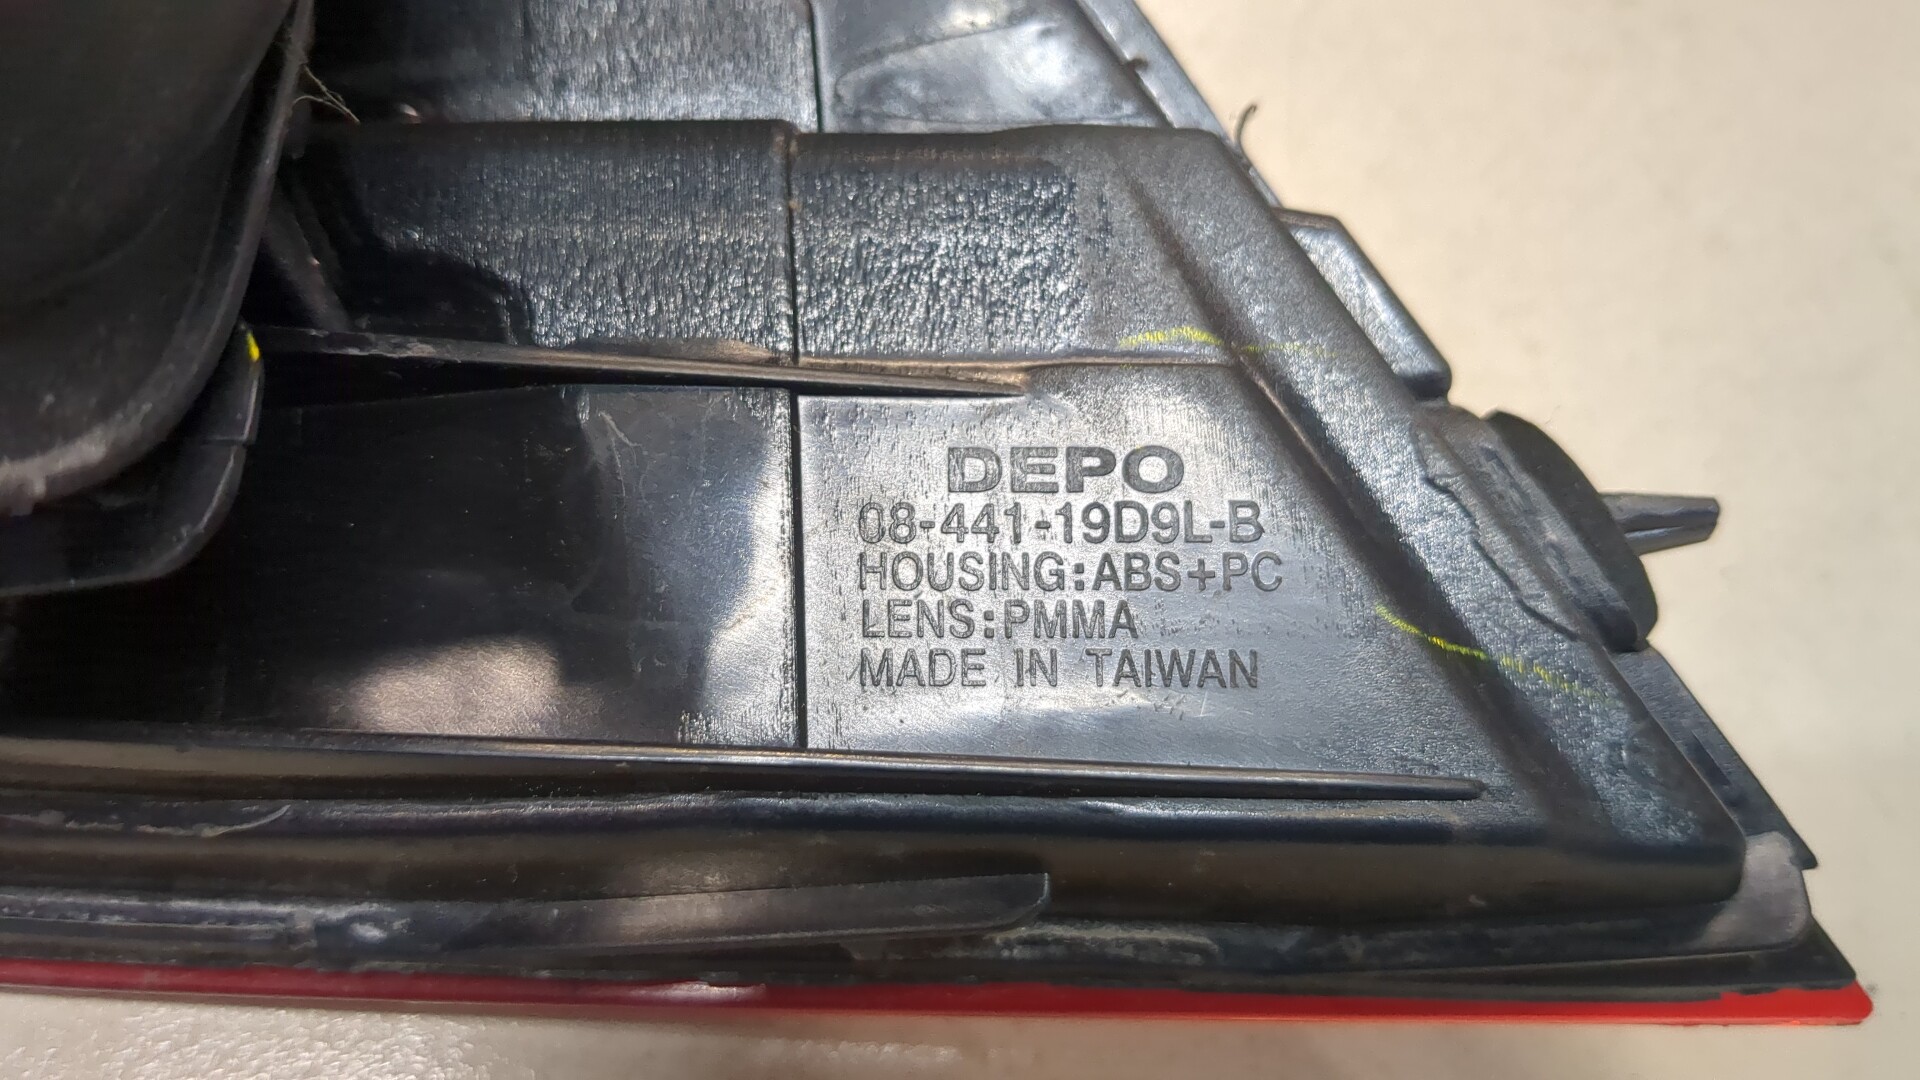 DEPO
08-441-19D9L-B
HOUSING:ABS+PC
LENS:PMMA
MADE IN TAIWAN